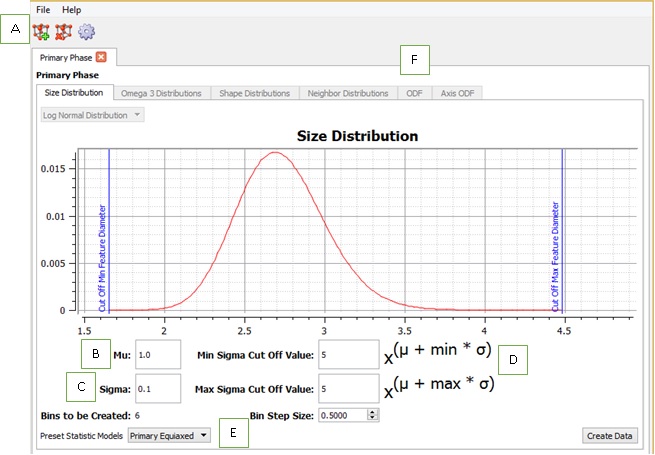 File Help
A
F
Primary Phase
Primary Phase
Size Distribution Omega 3 Distributions Shape Distributions Neighbor Distributions ODF Axis ODF
Log Normal Distribution
Size Distribution
0.015
0.01
0.005
0
Cut Off Min Feature Diameter
Cut Off Max Feature Diameter
1.5 2 2.5 3 3.5 4 4.5
B Mu: 1.0 Min Sigma Cut Off Value: 5 x(μ + min * σ) D
C Sigma: 0.1 Max Sigma Cut Off Value: 5 x(μ + max * σ)
Bins to be Created: 6 Bin Step Size: 0.5000
Preset Statistic Models Primary Equiaxed E Create Data